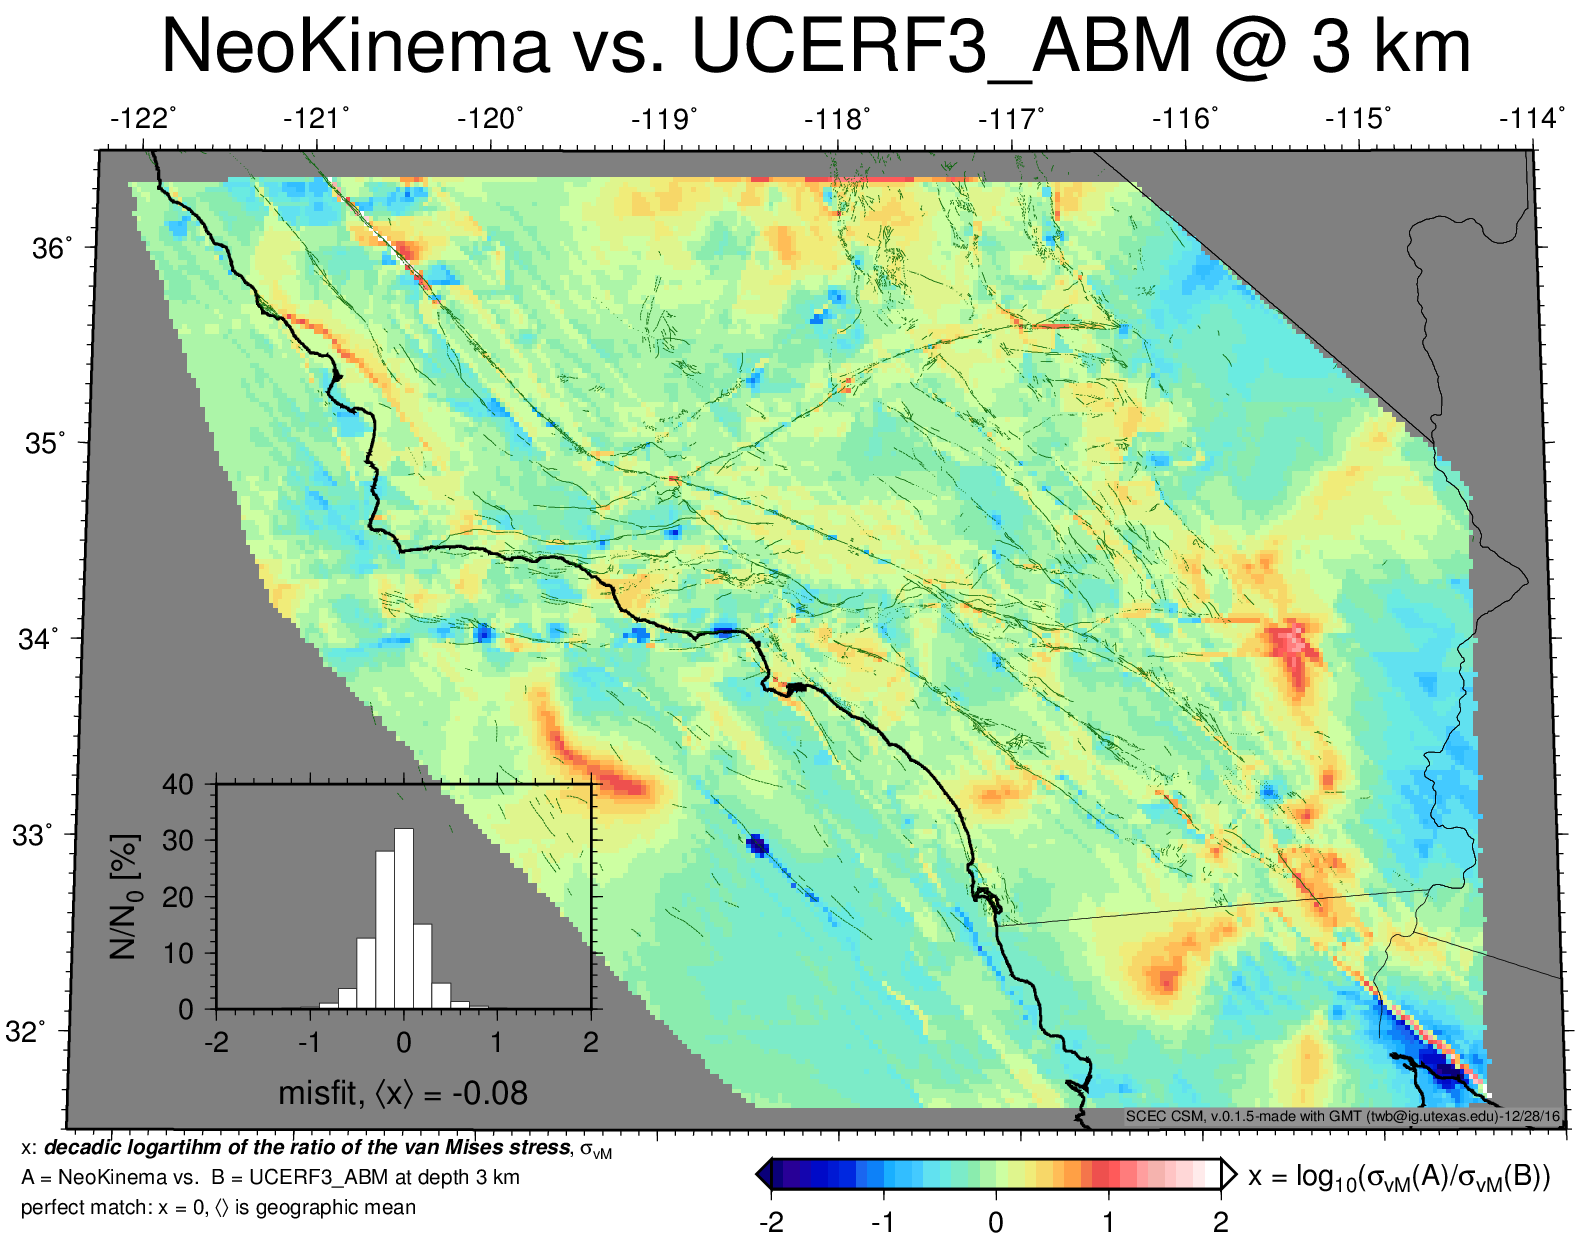 NeoKinema vs. UCERF3_ABM @ 3 km
-122˚ -121˚ -120˚ -119˚ -118˚ -117˚ -116˚ -115˚ -114˚
36˚
35˚
34˚
33˚
32˚
40
30
20
10
0
N/N0 [%]
-2 -1 0 1 2
misfit, ⟨x⟩ = -0.08
SCEC CSM, v.0.1.5-made with GMT (twb@ig.utexas.edu)-12/28/16
x: decadic logartihm of the ratio of the van Mises stress, σvM
A = NeoKinema vs. B = UCERF3_ABM at depth 3 km
perfect match: x = 0, ⟨⟩ is geographic mean
x = log10(σvM(A)/σvM(B))
-2 -1 0 1 2